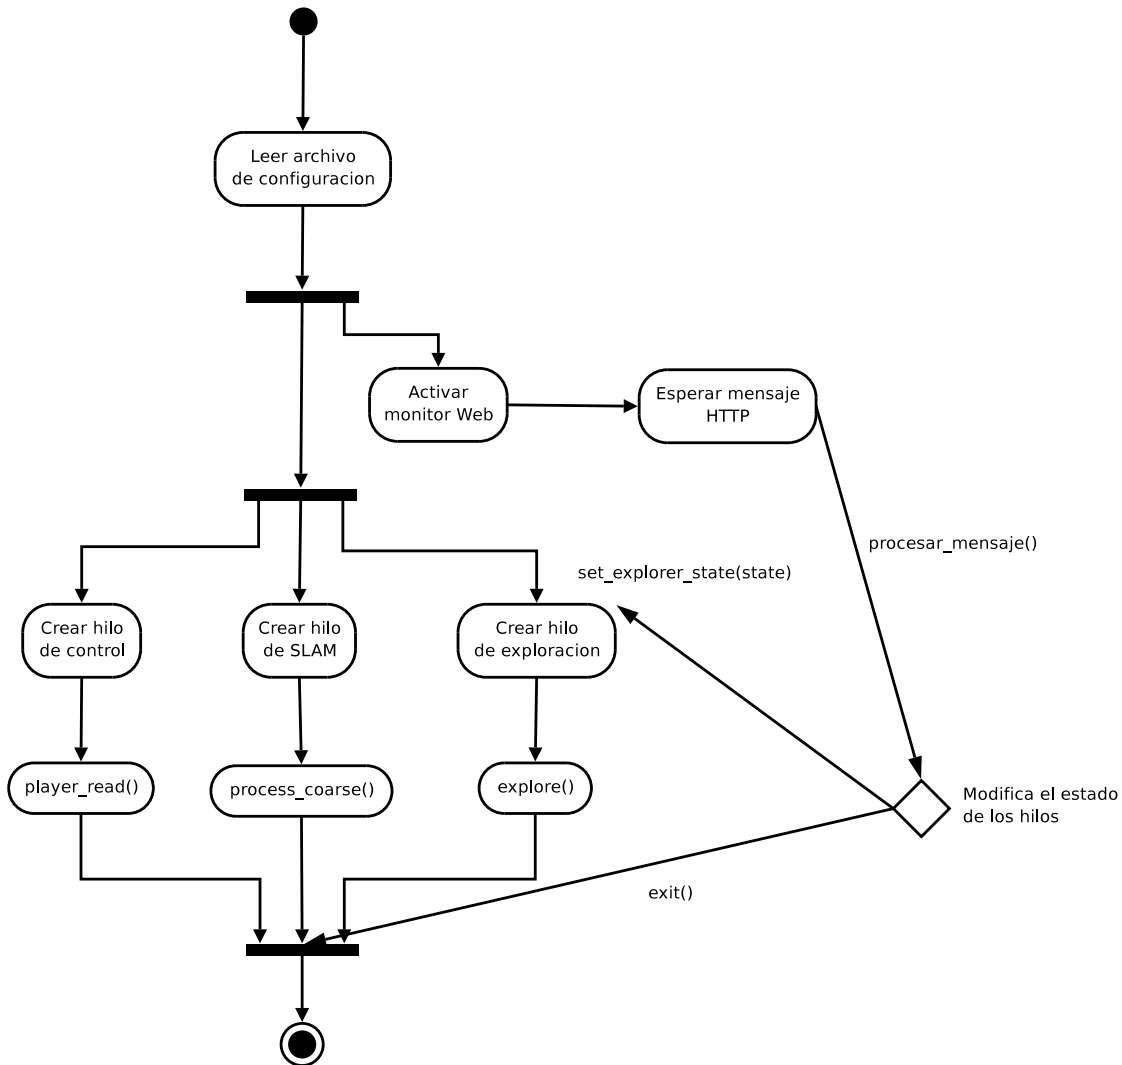 Leer archivo
de configuracion
Activar
monitor Web
Esperar mensaje
HTTP
procesar_mensaje()
set_explorer_state(state)
Crear hilo
de control
Crear hilo
de SLAM
Crear hilo
de exploracion
player_read()
process_coarse()
explore()
Modifica el estado
de los hilos
exit()